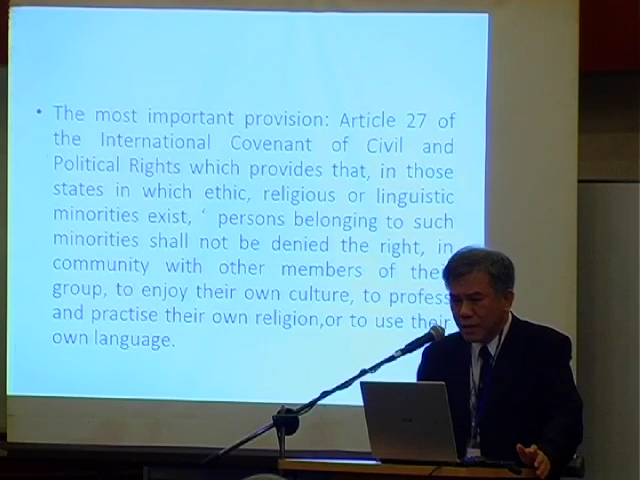 • The most important provision: Article 27 of
the International Covenant of Civil and
Political Rights which provides that, in those
states in which ethic, religious or linguistic
minorities exist, ‘ persons belonging to such
minorities shall not be denied the right, in
community with other members of their
group, to enjoy their own culture, to profess
and practise their own religion,or to use their
own language.